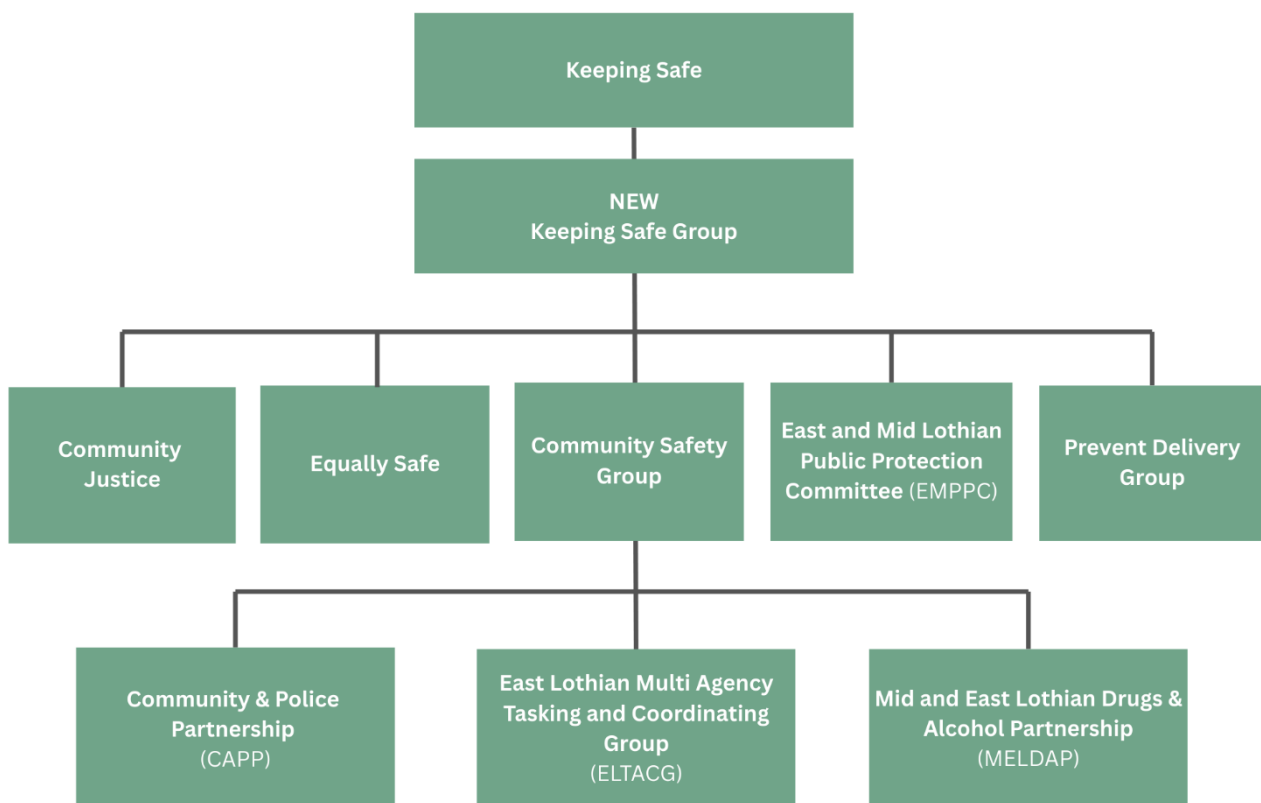 Keeping Safe
NEW
Keeping Safe Group
Community
Justice
Equally Safe
Community Safety
Group
East and Mid Lothian
Public Protection
Committee (EMPPC)
Prevent Delivery
Group
Community & Police
Partnership
(CAPP)
East Lothian Multi Agency
Tasking and Coordinating
Group
(ELTACG)
Mid and East Lothian Drugs &
Alcohol Partnership
(MELDAP)